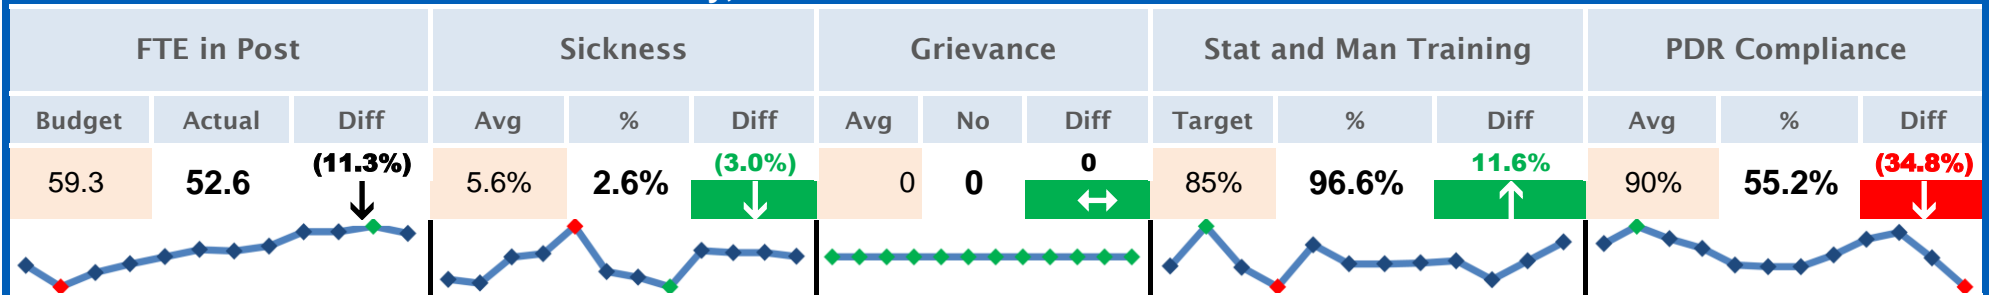 FTE in Post Sickness Grievance Stat and Man Training PDR Compliance
Budget Actual Diff Avg % Diff Avg No Diff Target % Diff Avg % Diff
59.3 52.6 (11.3%) 5.6% 2.6% (3.0%) 0 0 0 85% 96.6% 11.6% 90% 55.2% (34.8%)